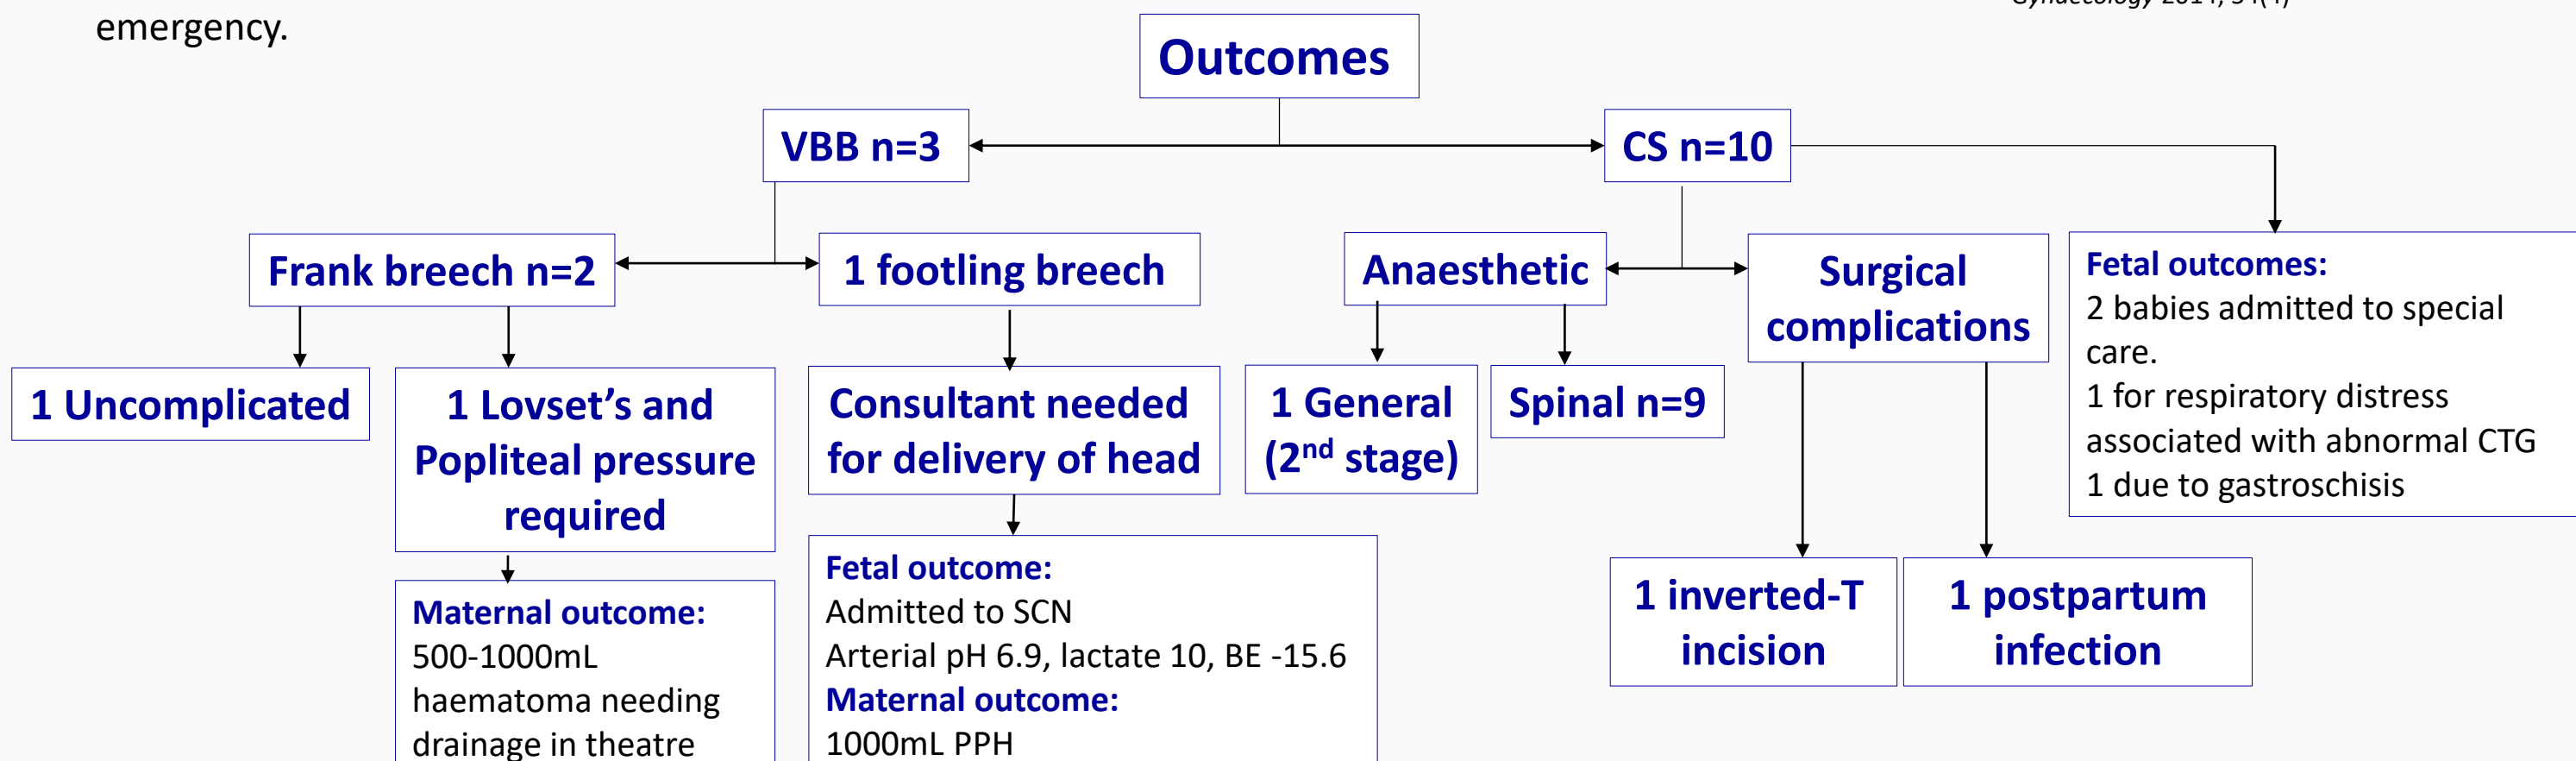 emergency.
Gynaecology 2014; 54(4)
Outcomes
VBB n=3
CS n=10
Frank breech n=2
1 footling breech
Anaesthetic
Surgical
complications
Fetal outcomes:
2 babies admitted to special
care.
1 for respiratory distress
associated with abnormal CTG
1 due to gastroschisis
1 Uncomplicated
1 Lovset’s and
Popliteal pressure
required
Consultant needed
for delivery of head
1 General
(2nd stage)
Spinal n=9
Maternal outcome:
500-1000mL
haematoma needing
drainage in theatre
Fetal outcome:
Admitted to SCN
Arterial pH 6.9, lactate 10, BE -15.6
Maternal outcome:
1000mL PPH
1 inverted-T
incision
1 postpartum
infection